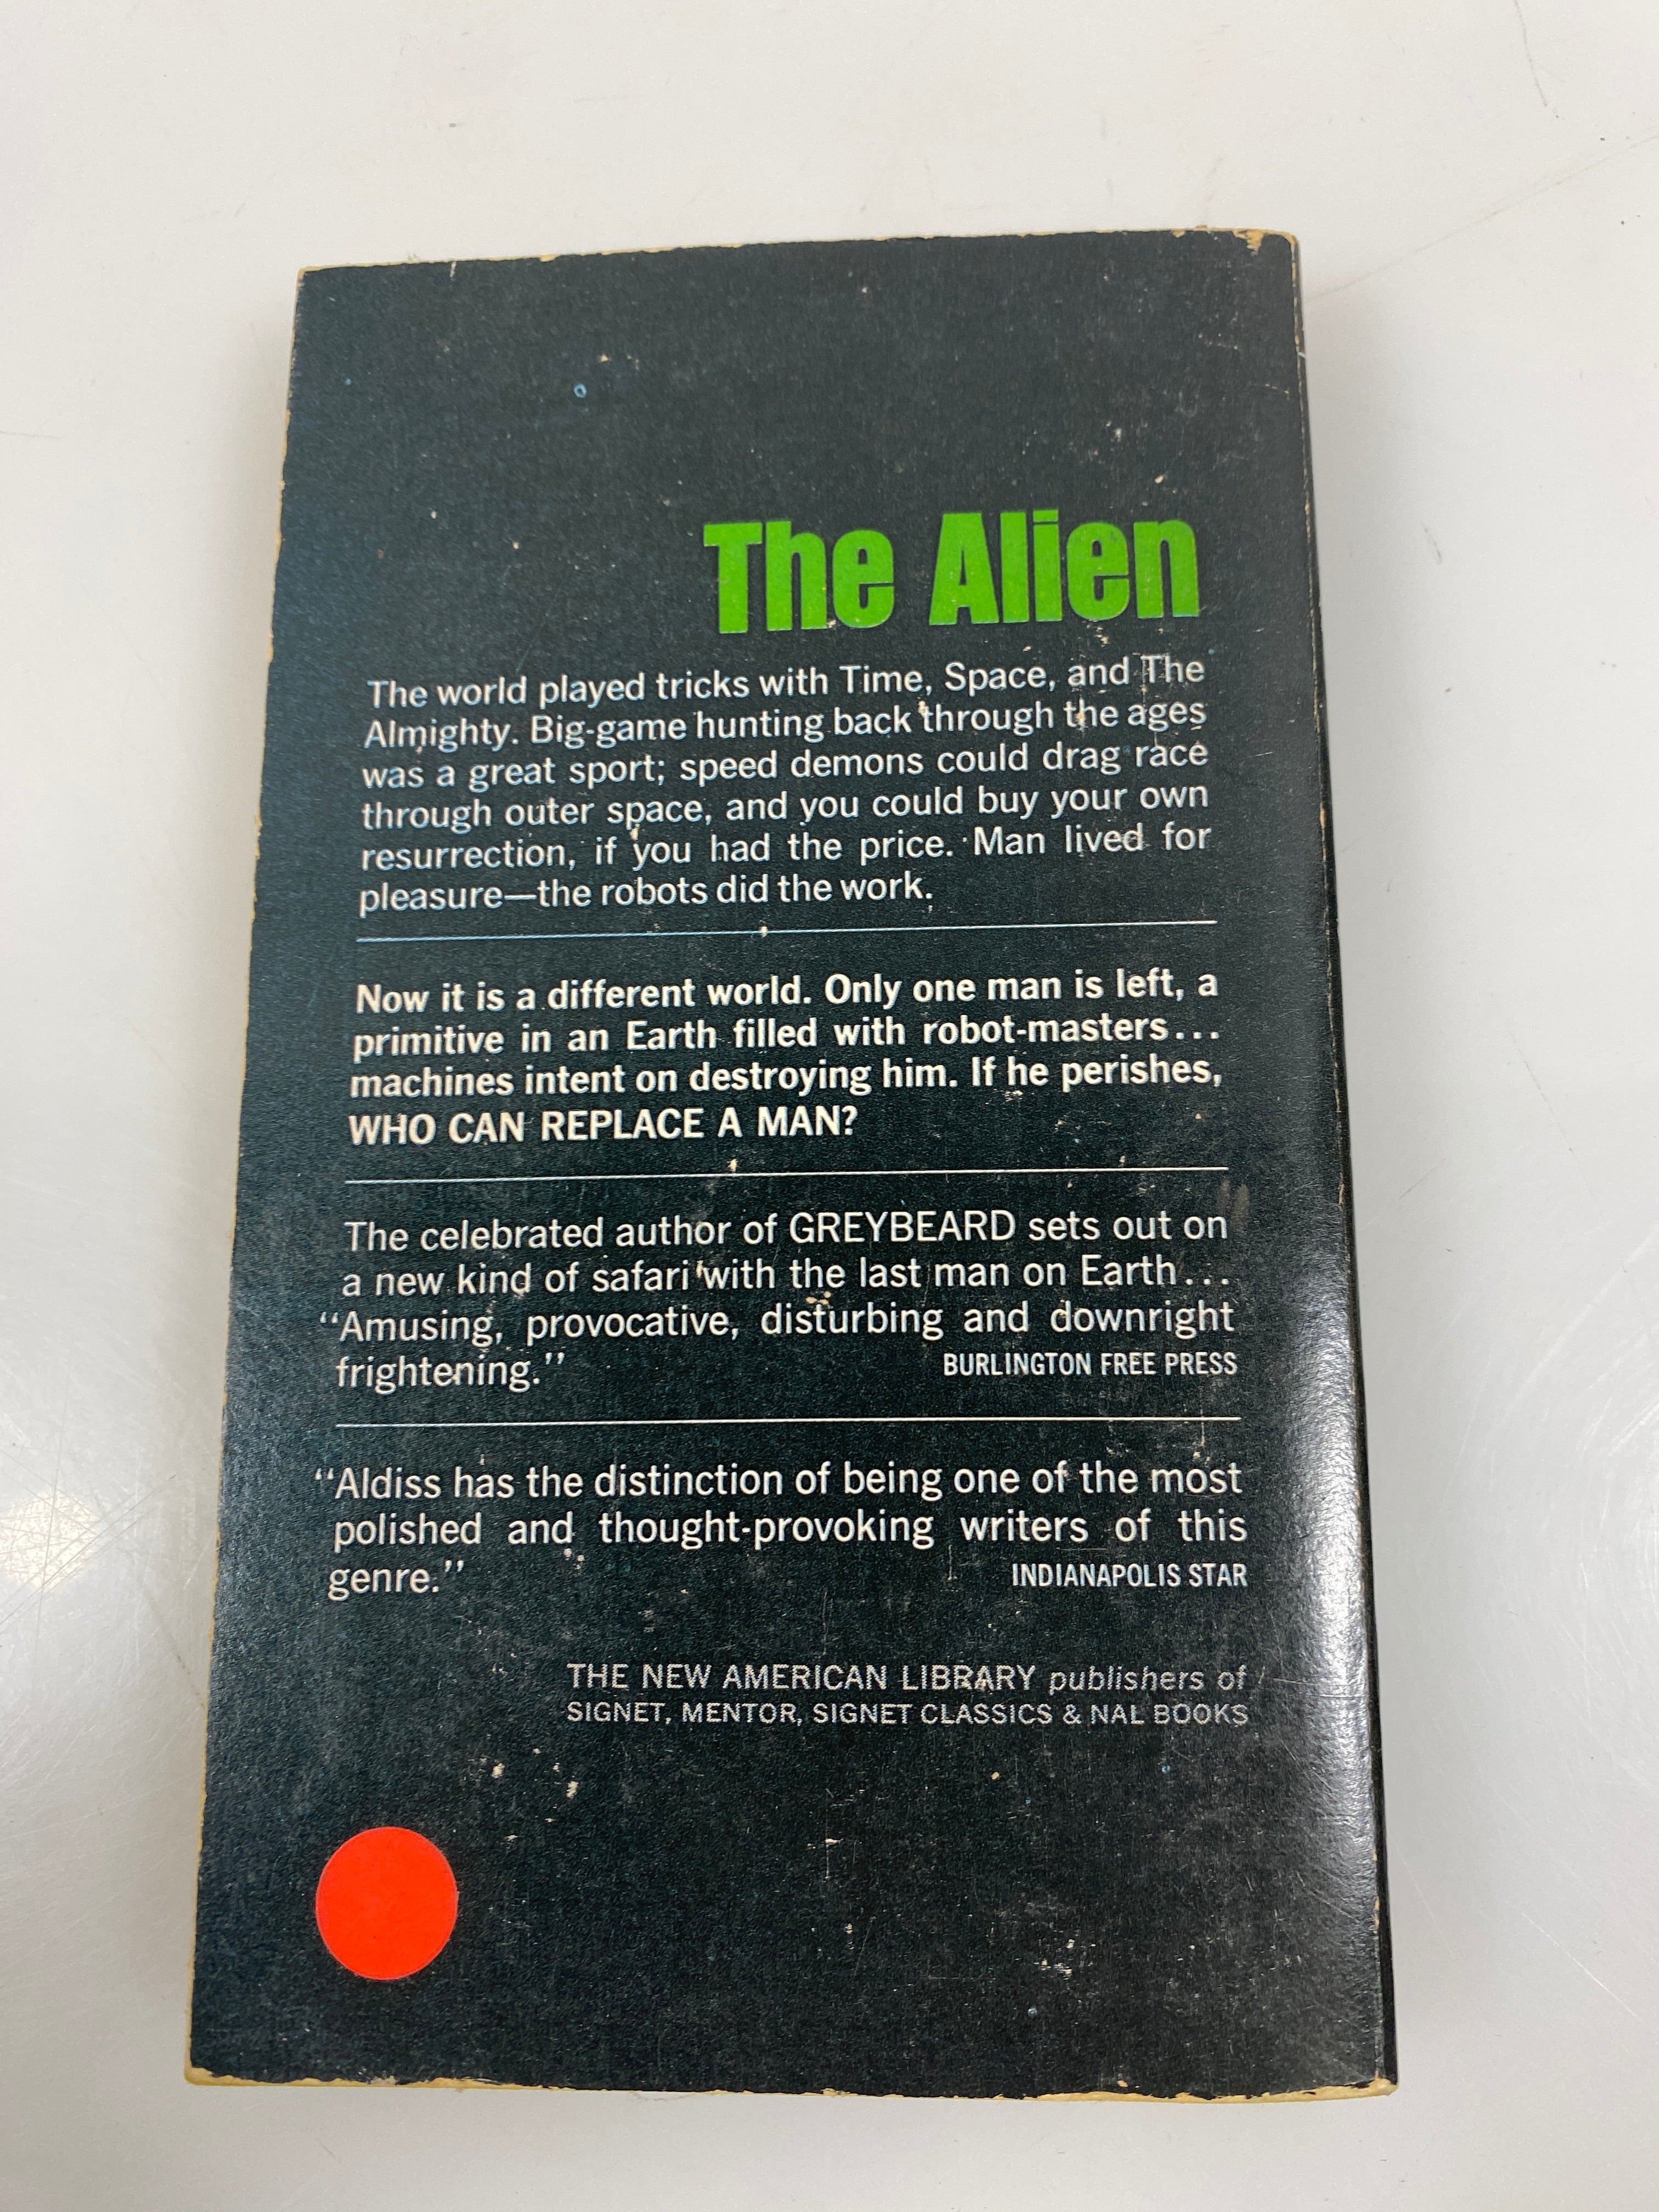 The Alien
The world played tricks with Time, Space, and The
Almighty. Big-game hunting back through the ages
was a great sport; speed demons could drag race
through outer space, and you could buy your own
resurrection, if you had the price. Man lived for
pleasure—the robots did the work.
Now it is a different world. Only one man is left, a
primitive in an Earth filled with robot-masters...
machines intent on destroying him. If he perishes,
WHO CAN REPLACE A MAN?
The celebrated author of GREYBEARD sets out on
a new kind of safari with the last man on Earth...
“Amusing, provocative, disturbing and downright
frightening.” BURLINGTON FREE PRESS
“Aldiss has the distinction of being one of the most
polished and thought-provoking writers of this
genre.” INDIANAPOLIS STAR
THE NEW AMERICAN LIBRARY publishers of
SIGNET, MENTOR, SIGNET CLASSICS & NAL BOOKS